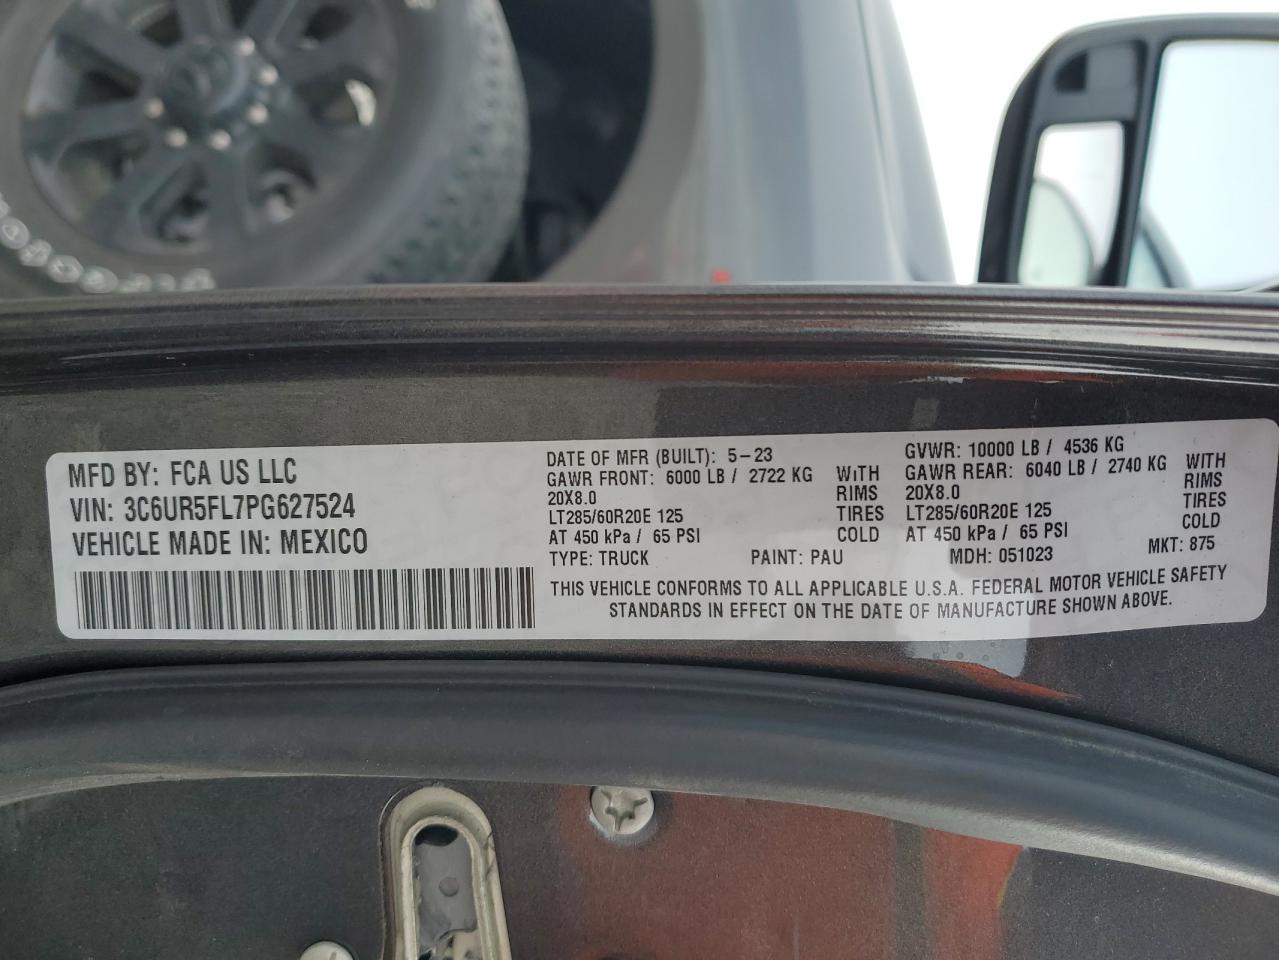 MFD BY: FCA US LLC
VIN: 3C6UR5FL7PG627524
VEHICLE MADE IN: MEXICO
DATE OF MFR (BUILT): 5-23
GAWR FRONT: 6000 LB / 2722 KG WITH
20X8.0 RIMS
LT285/60R20E 125 TIRES
AT 450 kPa / 65 PSI COLD
GVWR: 10000 LB / 4536 KG
GAWR REAR: 6040 LB / 2740 KG WITH
20X8.0 RIMS
LT285/60R20E 125 TIRES
AT 450 kPa / 65 PSI COLD
TYPE: TRUCK PAINT: PAU MDH: 051023 MKT: 875
THIS VEHICLE CONFORMS TO ALL APPLICABLE U.S.A. FEDERAL MOTOR VEHICLE SAFETY
STANDARDS IN EFFECT ON THE DATE OF MANUFACTURE SHOWN ABOVE.